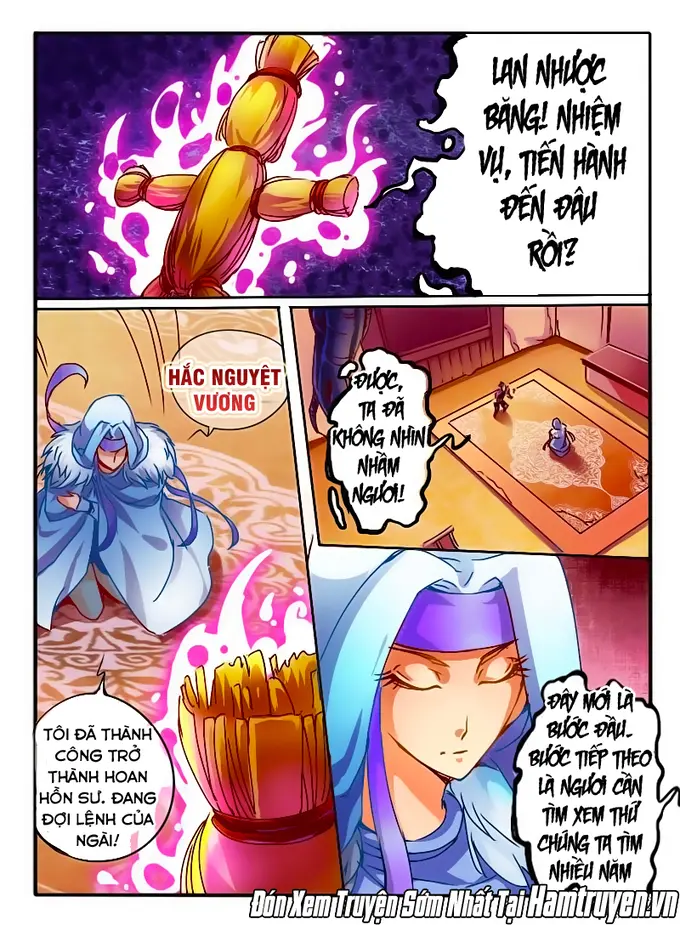 LAN NHƯỢC
BĂNG! NHIỆM
VỤ, TIẾN HÀNH
ĐẾN ĐÂU
RỒI?
HẮC NGUYỆT
VƯƠNG
ĐƯỢC,
TA ĐÃ
KHÔNG NHÌN
NHẦM
NGƯƠI!
TÔI ĐÃ THÀNH
CÔNG TRỞ
THÀNH HOAN
HỒN SƯ. ĐANG
ĐỢI LỆNH CỦA
NGÀI!
ĐÂY MỚI LÀ
BƯỚC ĐẦU..
BƯỚC TIẾP THEO
LÀ NGƯƠI CẦN
TÌM XEM THỨ
CHÚNG TA TÌM
NHIỀU NĂM
Đón Xem Truyện Sớm Nhất Tại Hamtruyen.vn